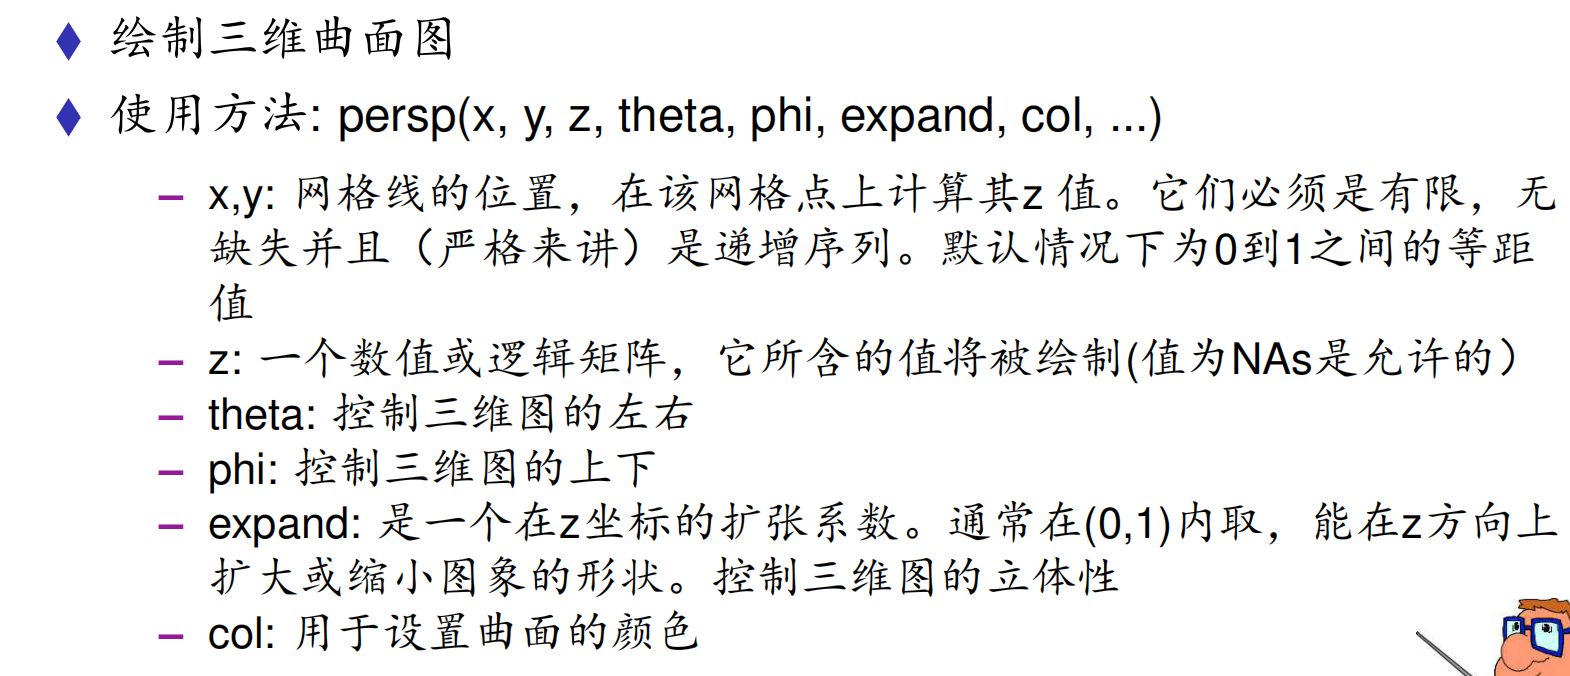 绘制三维曲面图
使用方法: persp(x, y, z, theta, phi, expand, col, ...)
– x,y: 网格线的位置，在该网格点上计算其z 值。它们必须是有限，无
缺失并且（严格来讲）是递增序列。默认情况下为0到1之间的等距
值
– z: 一个数值或逻辑矩阵，它所含的值将被绘制(值为NAs是允许的）
– theta: 控制三维图的左右
– phi: 控制三维图的上下
– expand: 是一个在z坐标的扩张系数。通常在(0,1)内取，能在z方向上
扩大或缩小图象的形状。控制三维图的立体性
– col: 用于设置曲面的颜色